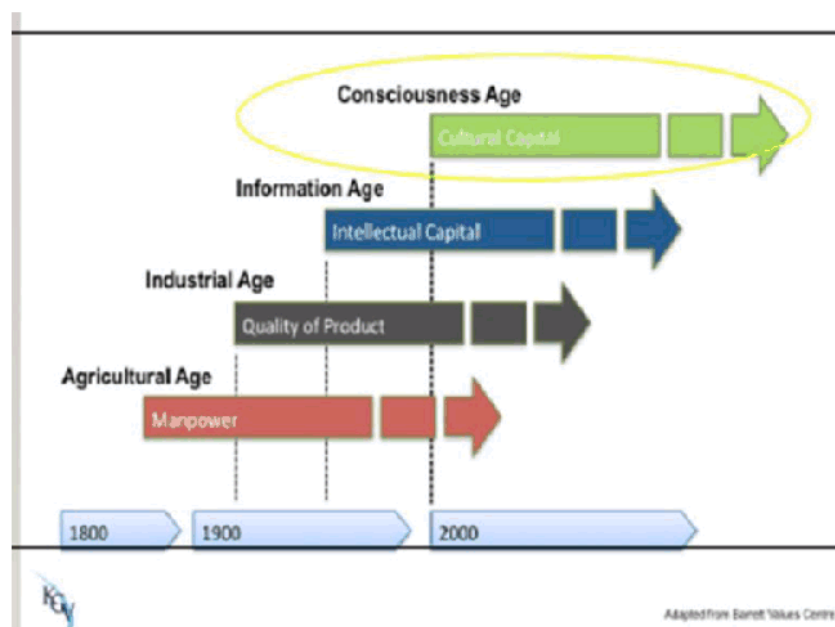 Consciousness Age
Cultural Capital
Information Age
Intellectual Capital
Industrial Age
Quality of Product
Agricultural Age
Manpower
1800
1900
2000
Adapted from Barrett Values Centre